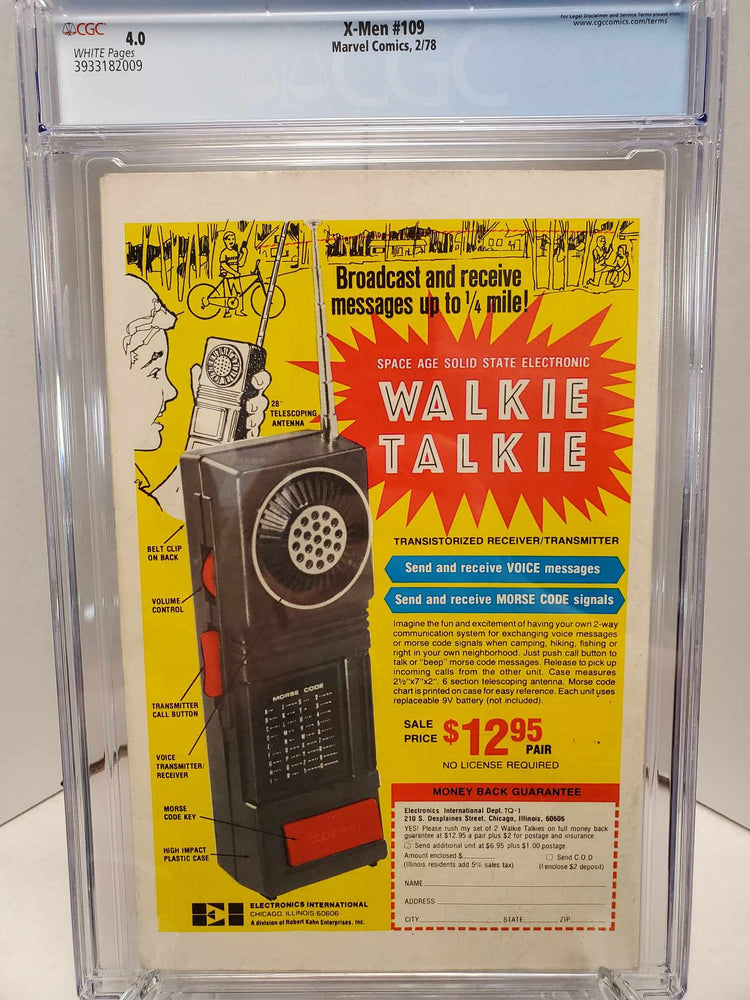 CGC 4.0
WHITE Pages
3933182009
X-Men #109
Marvel Comics, 2/78
For Legal Disclaimer and Service Terms please visit:
www.cgccomics.com/terms
CGC
Broadcast and receive
messages up to 1/4 mile!
SPACE AGE SOLID STATE ELECTRONIC
WALKIE
TALKIE
28"
TELESCOPING
ANTENNA
TRANSISTORIZED RECEIVER/TRANSMITTER
Send and receive VOICE messages
Send and receive MORSE CODE signals
Imagine the fun and excitement of having your own 2-way
communication system for exchanging voice messages
or morse code signals when camping, hiking, fishing or
right in your own neighborhood. Just push call button to
talk or "beep" morse code messages. Release to pick up
incoming calls from the other unit. Case measures
2½"x7"x2". 6 section telescoping antenna. Morse code
chart is printed on case for easy reference. Each unit uses
replaceable 9V battery (not included).
BELT CLIP
ON BACK
VOLUME
CONTROL
TRANSMITTER
CALL BUTTON
VOICE
TRANSMITTER/
RECEIVER
MORSE
CODE KEY
HIGH IMPACT
PLASTIC CASE
MORSE CODE
CODE KEY
SALE
PRICE $12.95
PAIR
NO LICENSE REQUIRED
MONEY BACK GUARANTEE
Electronics International Dept. TQ-1
210 S. Desplaines Street, Chicago, Illinois, 60606
YES! Please rush my set of 2 Walkie Talkies on full money back
guarantee at $12.95 a pair plus $2 for postage and insurance.
Send additional unit at $6.95 plus $1.00 postage.
Amount enclosed $ Send C.O.D
(Illinois residents add 5% sales tax) (I enclose $2 deposit)
NAME
ADDRESS
CITY STATE ZIP
EI
ELECTRONICS INTERNATIONAL
CHICAGO, ILLINOIS 60606
A division of Robert Kahn Enterprises, Inc.